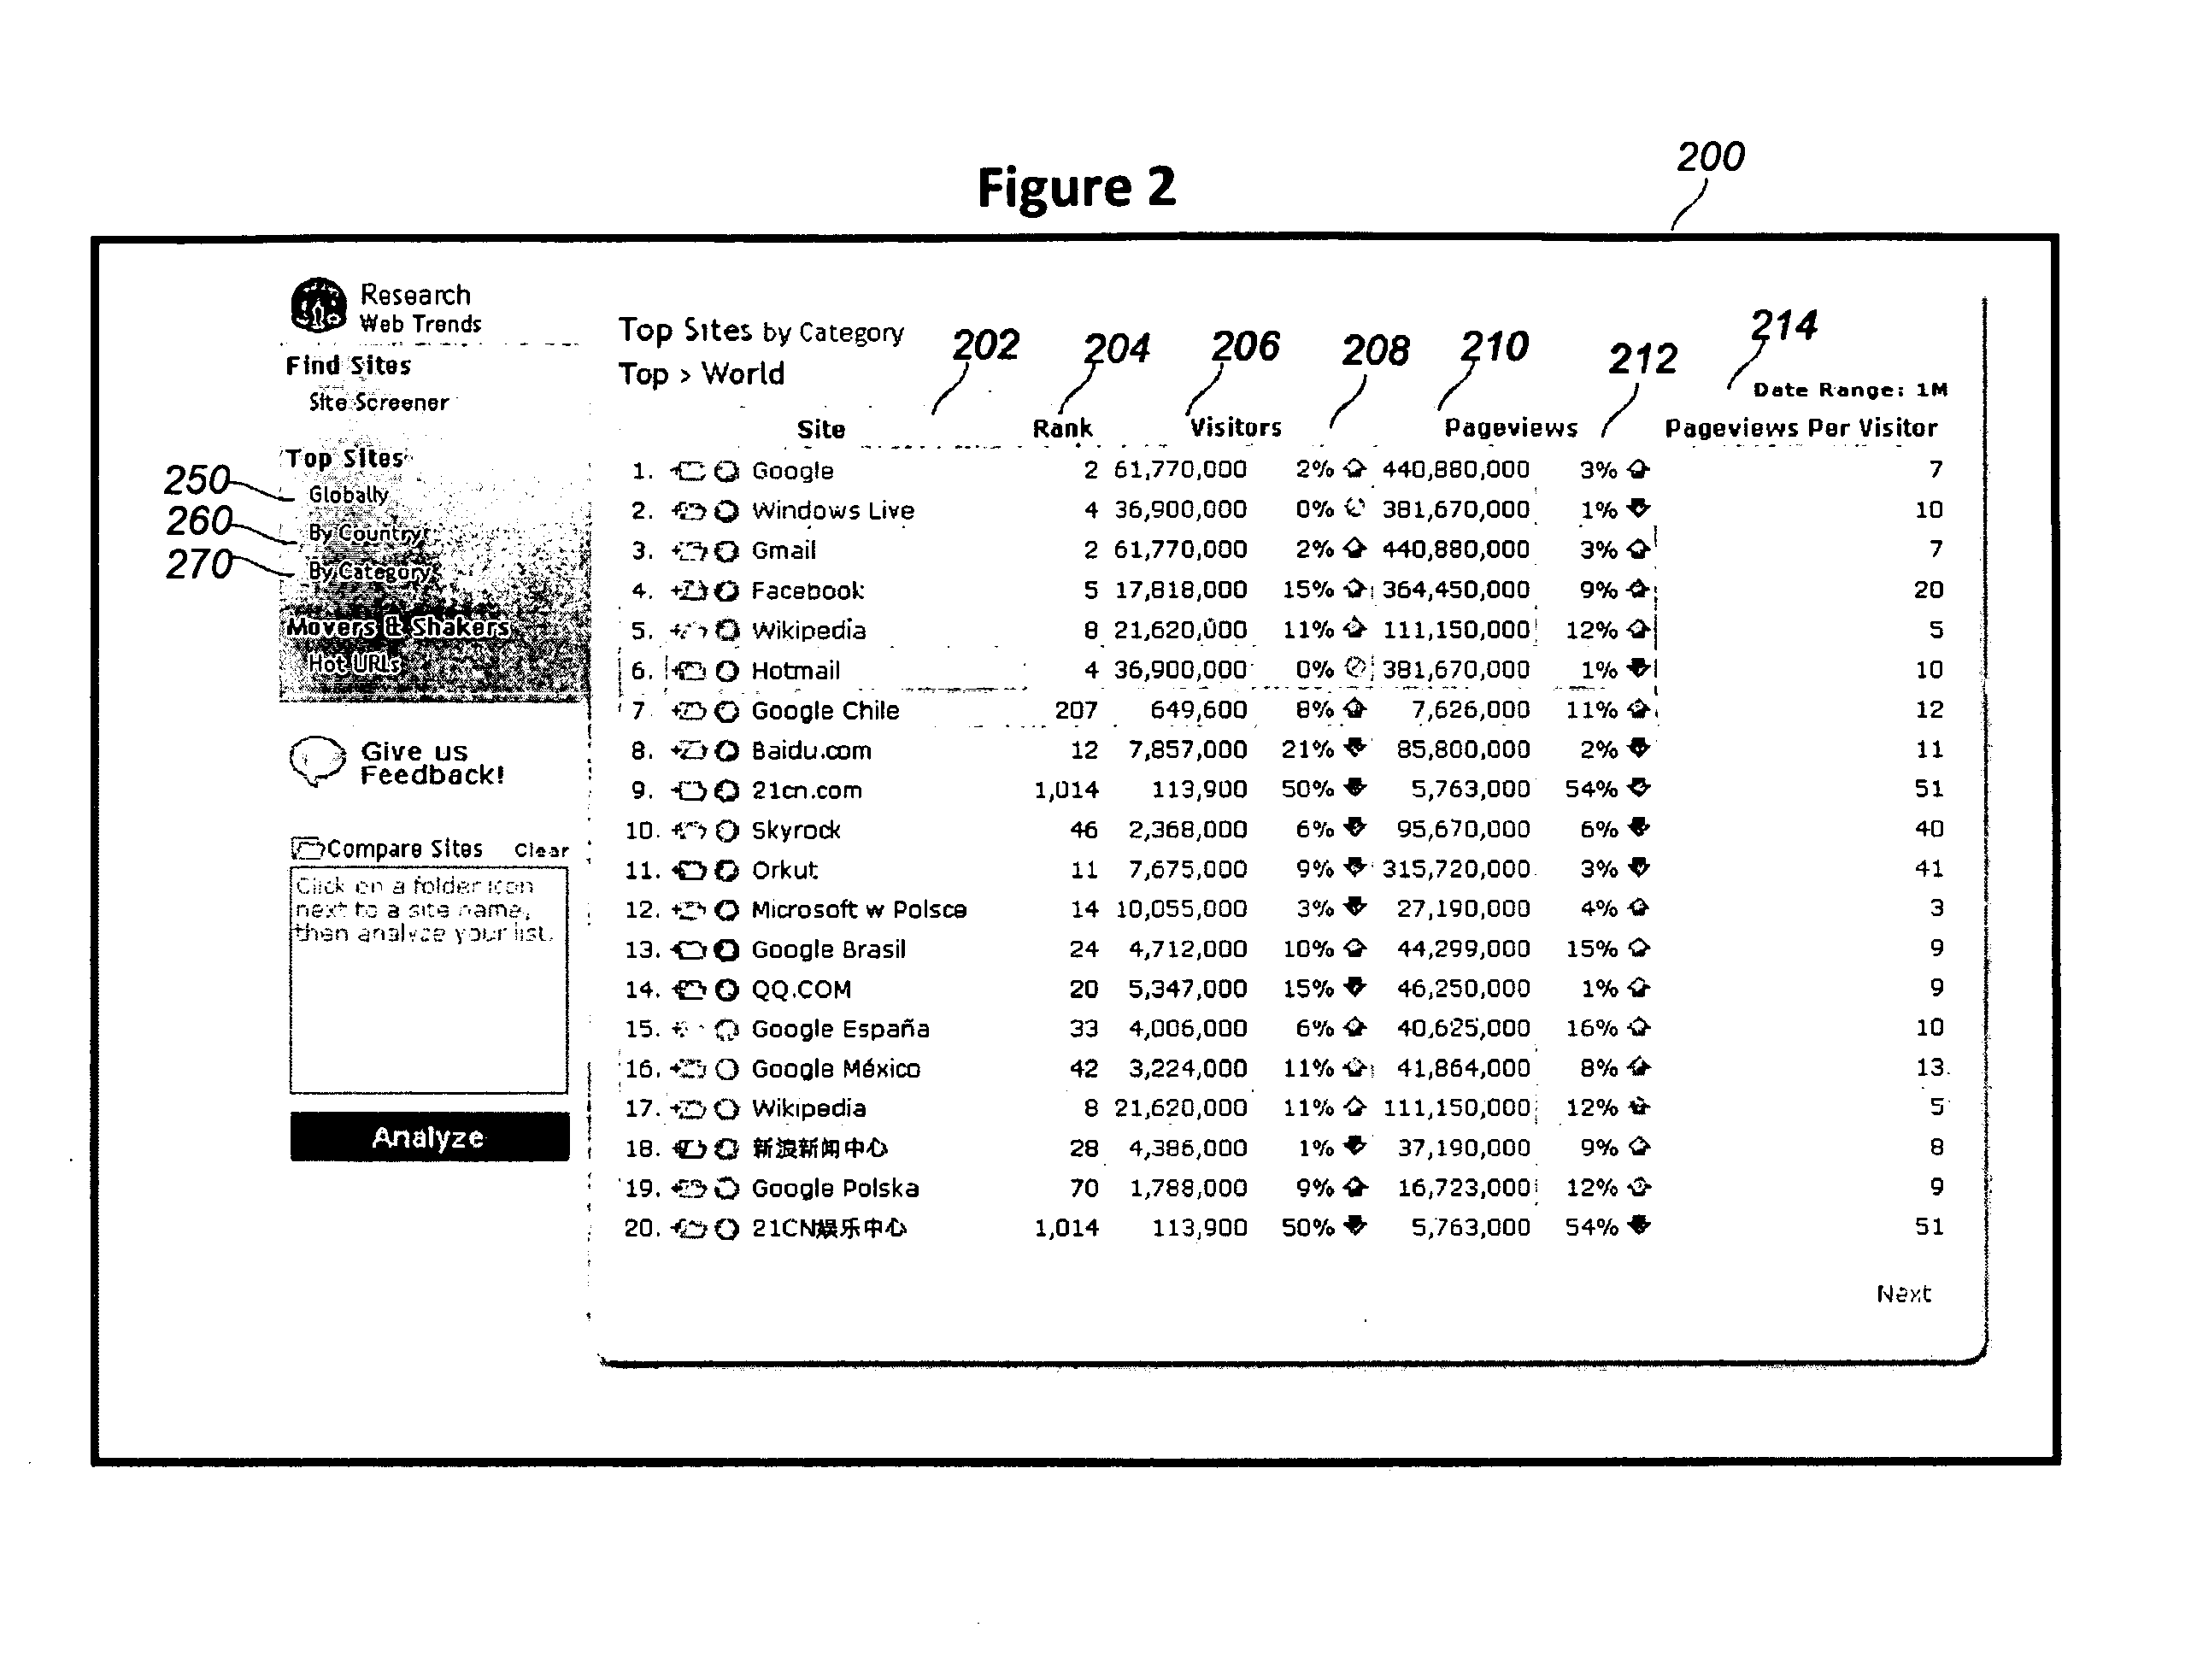 200
Figure 2
Research
Web Trends
Find Sites
Site Screener
Top Sites
250
Globally
260
By Country
270
By Category
Movers & Shakers
Hot URLs
Give us
Feedback!
Compare Sites Clear
Click on a folder icon
next to a site name,
then analyze your list.
Analyze
Top Sites by Category
Top > World
202 204 206 208 210 212 214
Date Range: 1M
Site Rank Visitors Pageviews Pageviews Per Visitor
1. Google 2 61,770,000 2% 440,880,000 3% 7
2. Windows Live 4 36,900,000 0% 381,670,000 1% 10
3. Gmail 2 61,770,000 2% 440,880,000 3% 7
4. Facebook 5 17,818,000 15% 364,450,000 9% 20
5. Wikipedia 8 21,620,000 11% 111,150,000 12% 5
6. Hotmail 4 36,900,000 0% 381,670,000 1% 10
7 Google Chile 207 649,600 8% 7,626,000 11% 12
8. Baidu.com 12 7,857,000 21% 85,800,000 2% 11
9. 21cn.com 1,014 113,900 50% 5,763,000 54% 51
10. Skyrock 46 2,368,000 6% 95,670,000 6% 40
11. Orkut 11 7,675,000 9% 315,720,000 3% 41
12. Microsoft w Polsce 14 10,055,000 3% 27,190,000 4% 3
13. Google Brasil 24 4,712,000 10% 44,299,000 15% 9
14. QQ.COM 20 5,347,000 15% 46,250,000 1% 9
15. Google España 33 4,006,000 6% 40,625,000 16% 10
16. Google México 42 3,224,000 11% 41,864,000 8% 13
17. Wikipedia 8 21,620,000 11% 111,150,000 12% 5
18. 新浪新闻中心 28 4,386,000 1% 37,190,000 9% 8
19. Google Polska 70 1,788,000 9% 16,723,000 12% 9
20. 21CN娱乐中心 1,014 113,900 50% 5,763,000 54% 51
Next